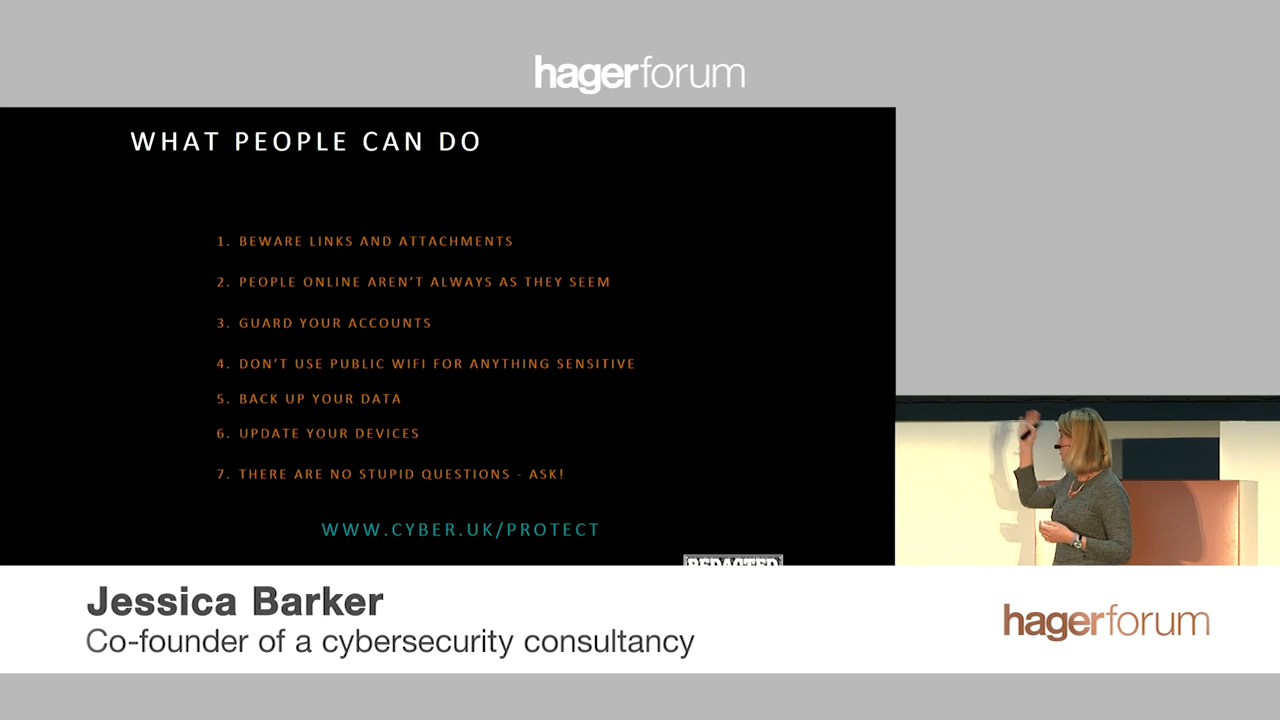 hagerforum
WHAT PEOPLE CAN DO
1. BEWARE LINKS AND ATTACHMENTS
2. PEOPLE ONLINE AREN'T ALWAYS AS THEY SEEM
3. GUARD YOUR ACCOUNTS
4. DON'T USE PUBLIC WIFI FOR ANYTHING SENSITIVE
5. BACK UP YOUR DATA
6. UPDATE YOUR DEVICES
7. THERE ARE NO STUPID QUESTIONS - ASK!
WWW.CYBER.UK/PROTECT
REDACTED
Jessica Barker
Co-founder of a cybersecurity consultancy
hagerforum